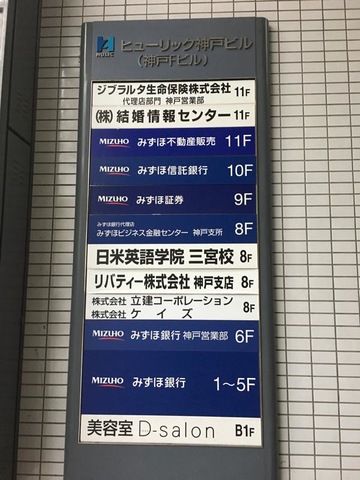 HULIC
ヒューリック神戸ビル
(神戸Fビル)
ジブラルタ生命保険株式会社 11F
代理店部門 神戸営業部
(株)結婚情報センター 11F
MIZUHO みずほ不動産販売 11F
MIZUHO みずほ信託銀行 10F
MIZUHO みずほ証券 9F
みずほ銀行代理店
みずほビジネス金融センター 神戸支所 8F
日米英語学院 三宮校 8F
リバティー株式会社 神戸支店 8F
株式会社 立建コーポレーション
株式会社 ケイズ 8F
MIZUHO みずほ銀行 神戸営業部 6F
MIZUHO みずほ銀行 1~5F
美容室 D-salon B1F